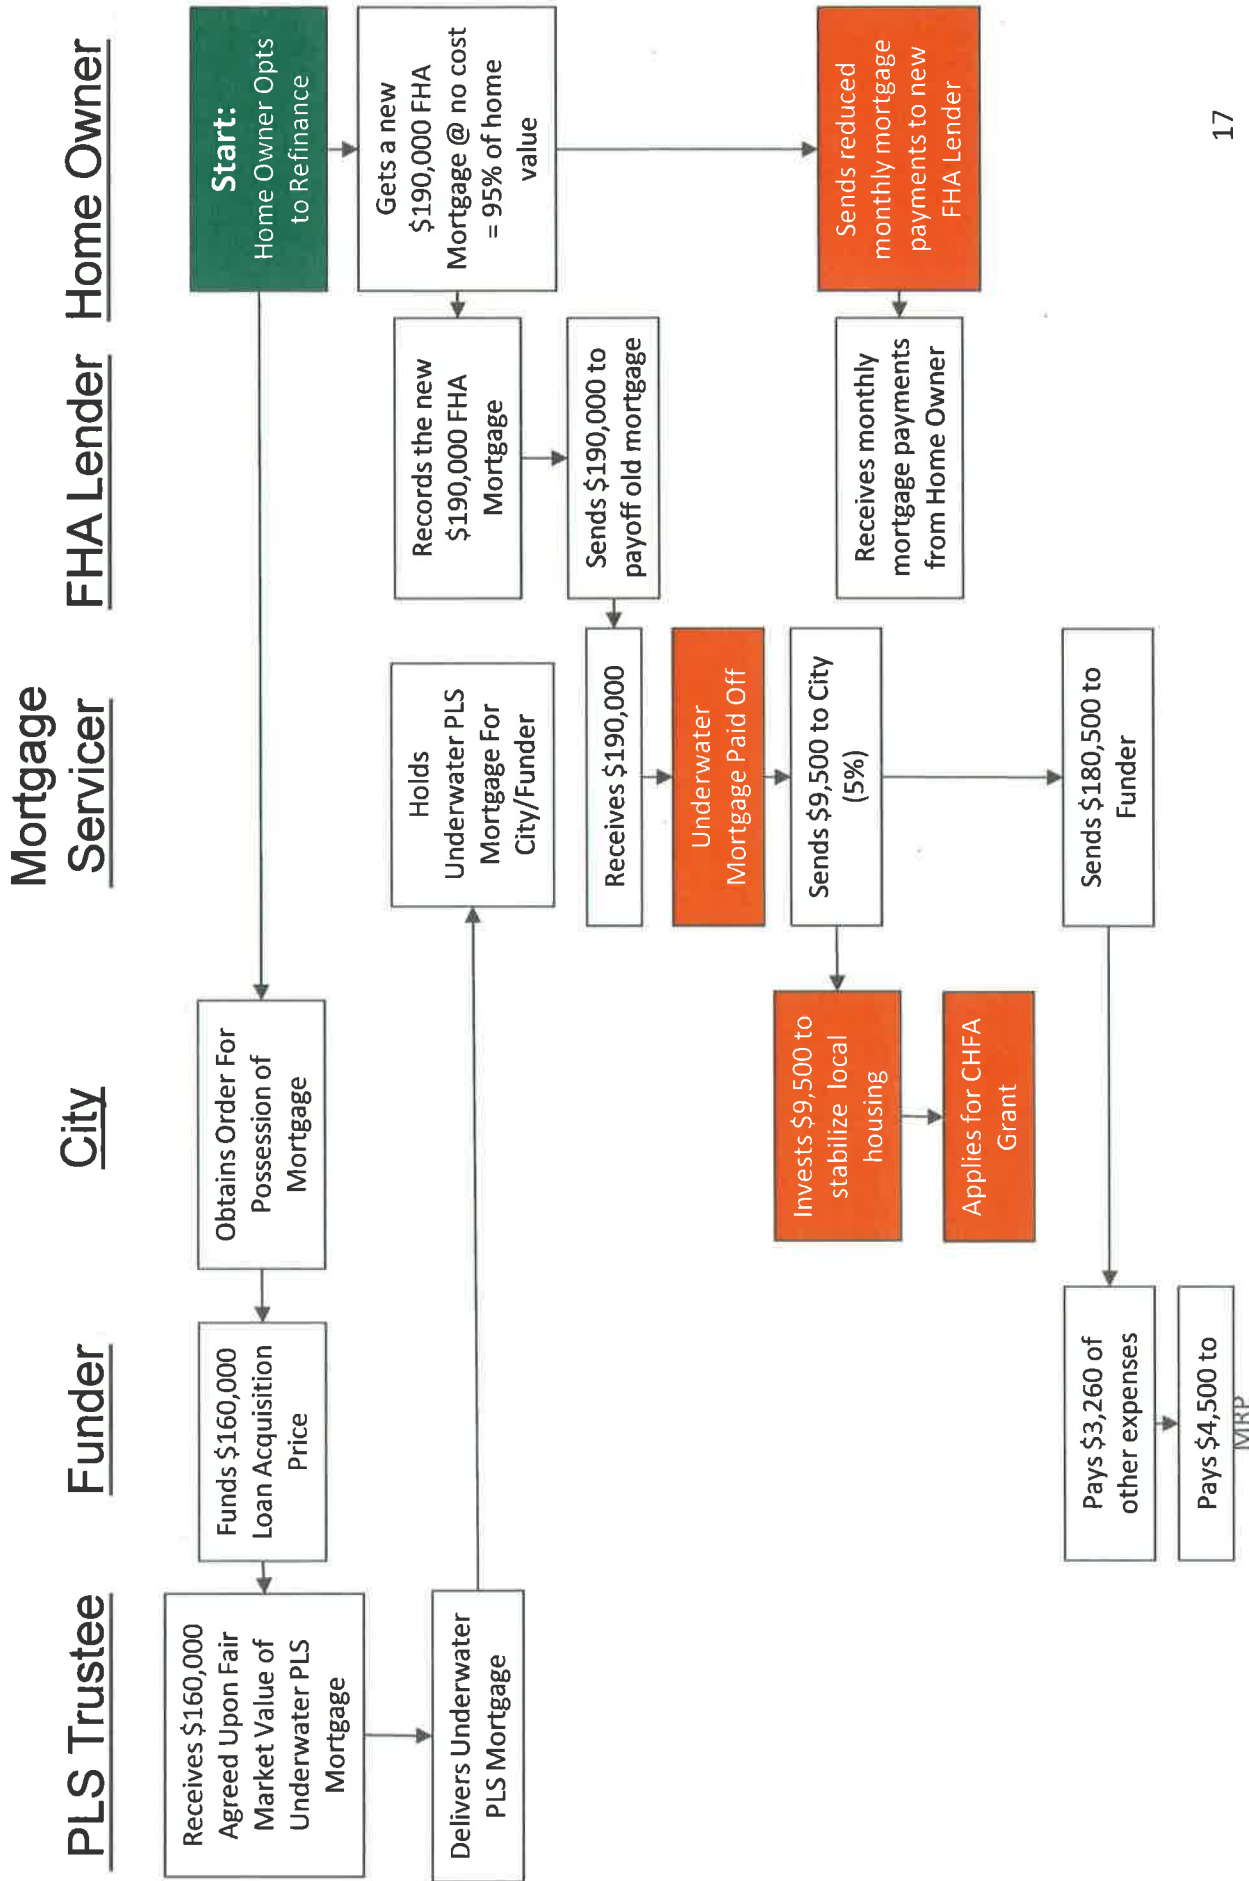 PLS Trustee
Funder
City
Mortgage
Servicer
FHA Lender
Home Owner
Receives $160,000
Agreed Upon Fair
Market Value of
Underwater PLS
Mortgage
Funds $160,000
Loan Acquisition
Price
Obtains Order For
Possession of
Mortgage
Start:
Home Owner Opts
to Refinance
Delivers Underwater
PLS Mortgage
Holds
Underwater PLS
Mortgage For
City/Funder
Records the new
$190,000 FHA
Mortgage
Gets a new
$190,000 FHA
Mortgage @ no cost
= 95% of home
value
Sends $190,000 to
payoff old mortgage
Receives $190,000
Underwater
Mortgage Paid Off
Sends $9,500 to City
(5%)
Invests $9,500 to
stabilize local
housing
Applies for CHFA
Grant
Receives monthly
mortgage payments
from Home Owner
Sends reduced
monthly mortgage
payments to new
FHA Lender
Sends $180,500 to
Funder
Pays $3,260 of
other expenses
Pays $4,500 to
MRP
17